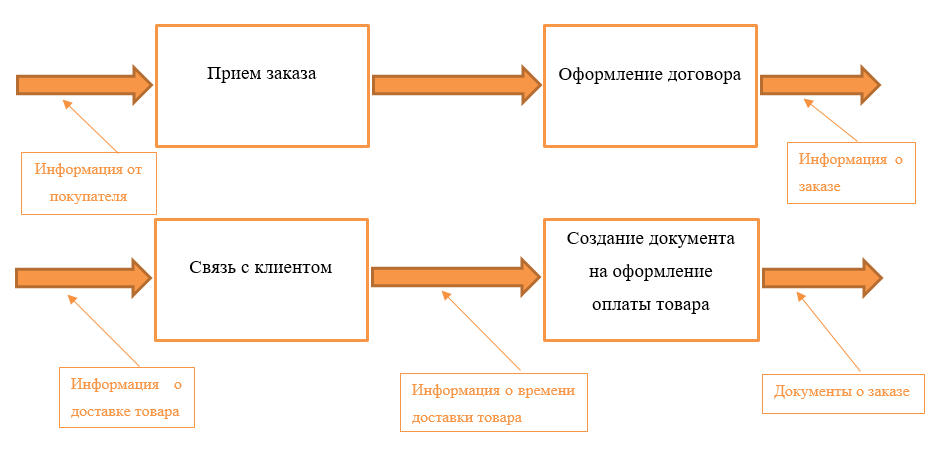 Прием заказа
Оформление договора
Информация от
покупателя
Информация о
заказе
Связь с клиентом
Создание документа
на оформление
оплаты товара
Информация о
доставке товара
Информация о времени
доставки товара
Документы о заказе